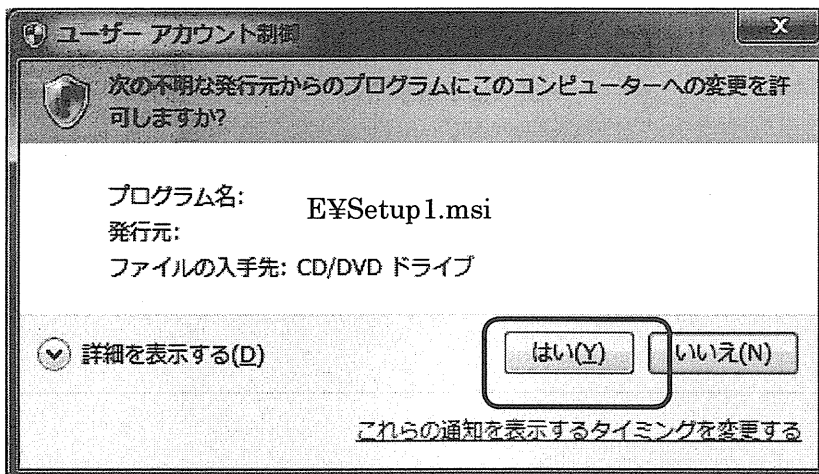 ユーザー アカウント制御
次の不明な発行元からのプログラムにこのコンピューターへの変更を許
可しますか?
プログラム名: E¥Setup1.msi
発行元:
ファイルの入手先: CD/DVD ドライブ
詳細を表示する(D)
はい(Y)
いいえ(N)
これらの通知を表示するタイミングを変更する